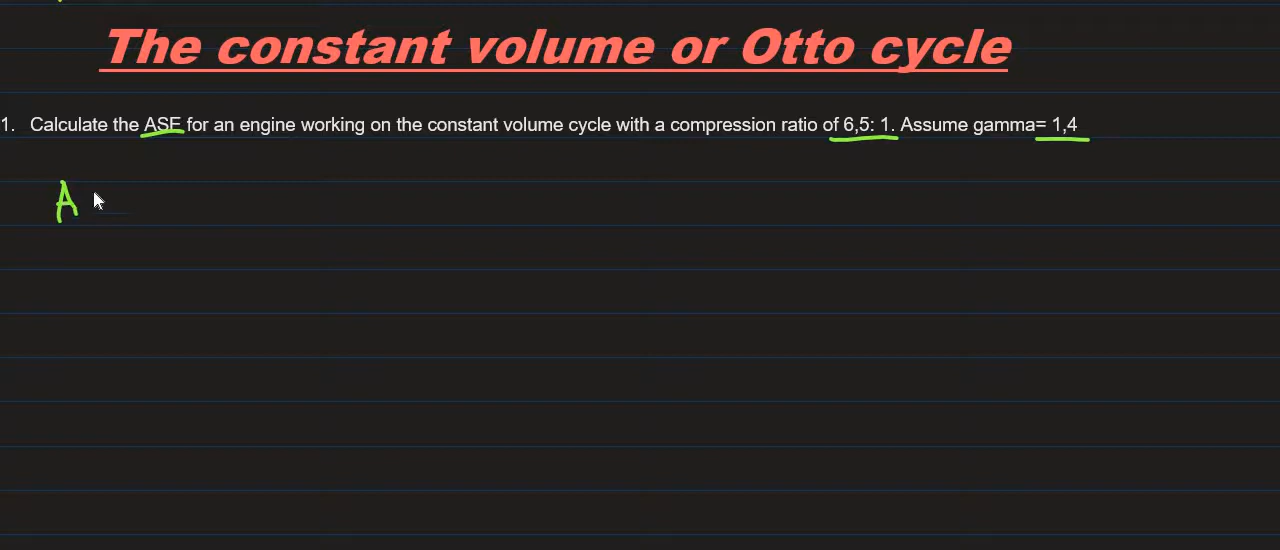 The constant volume or Otto cycle
1. Calculate the ASE for an engine working on the constant volume cycle with a compression ratio of 6,5: 1. Assume gamma= 1,4
A